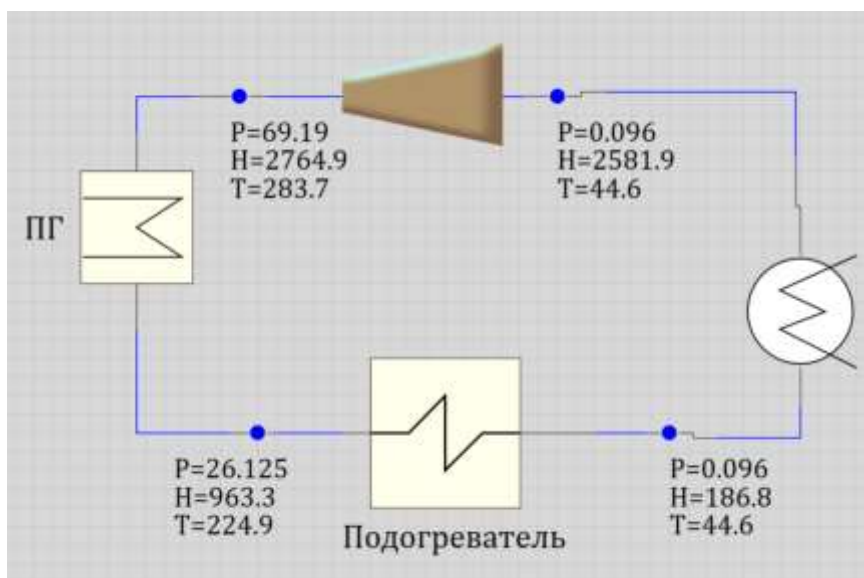 P=69.19
H=2764.9
T=283.7
P=0.096
H=2581.9
T=44.6
ПГ
P=26.125
H=963.3
T=224.9
P=0.096
H=186.8
T=44.6
Подогреватель